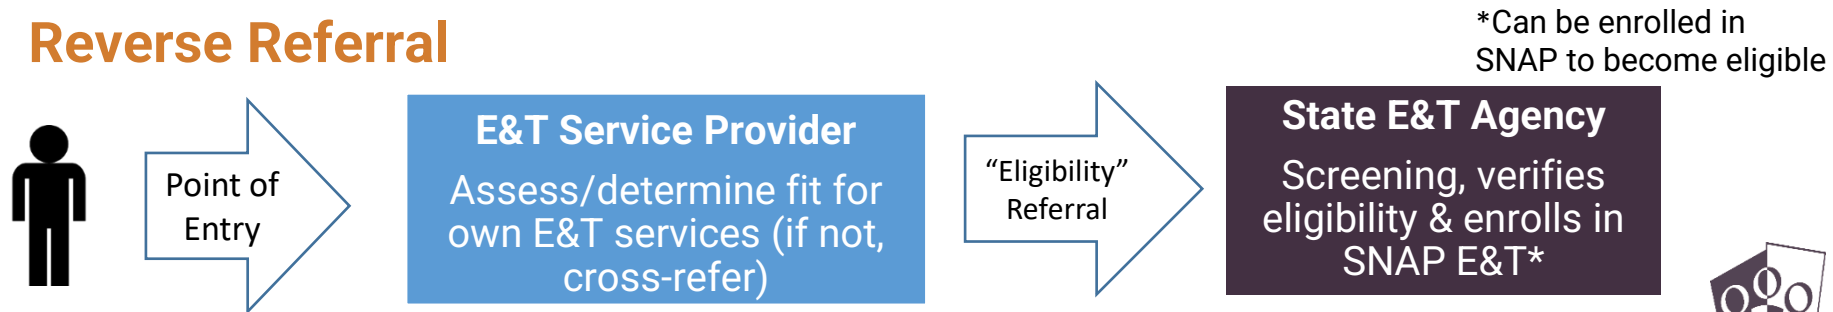 Reverse Referral
*Can be enrolled in
SNAP to become eligible
Point of
Entry
E&T Service Provider
Assess/determine fit for
own E&T services (if not,
cross-refer)
“Eligibility”
Referral
State E&T Agency
Screening, verifies
eligibility & enrolls in
SNAP E&T*